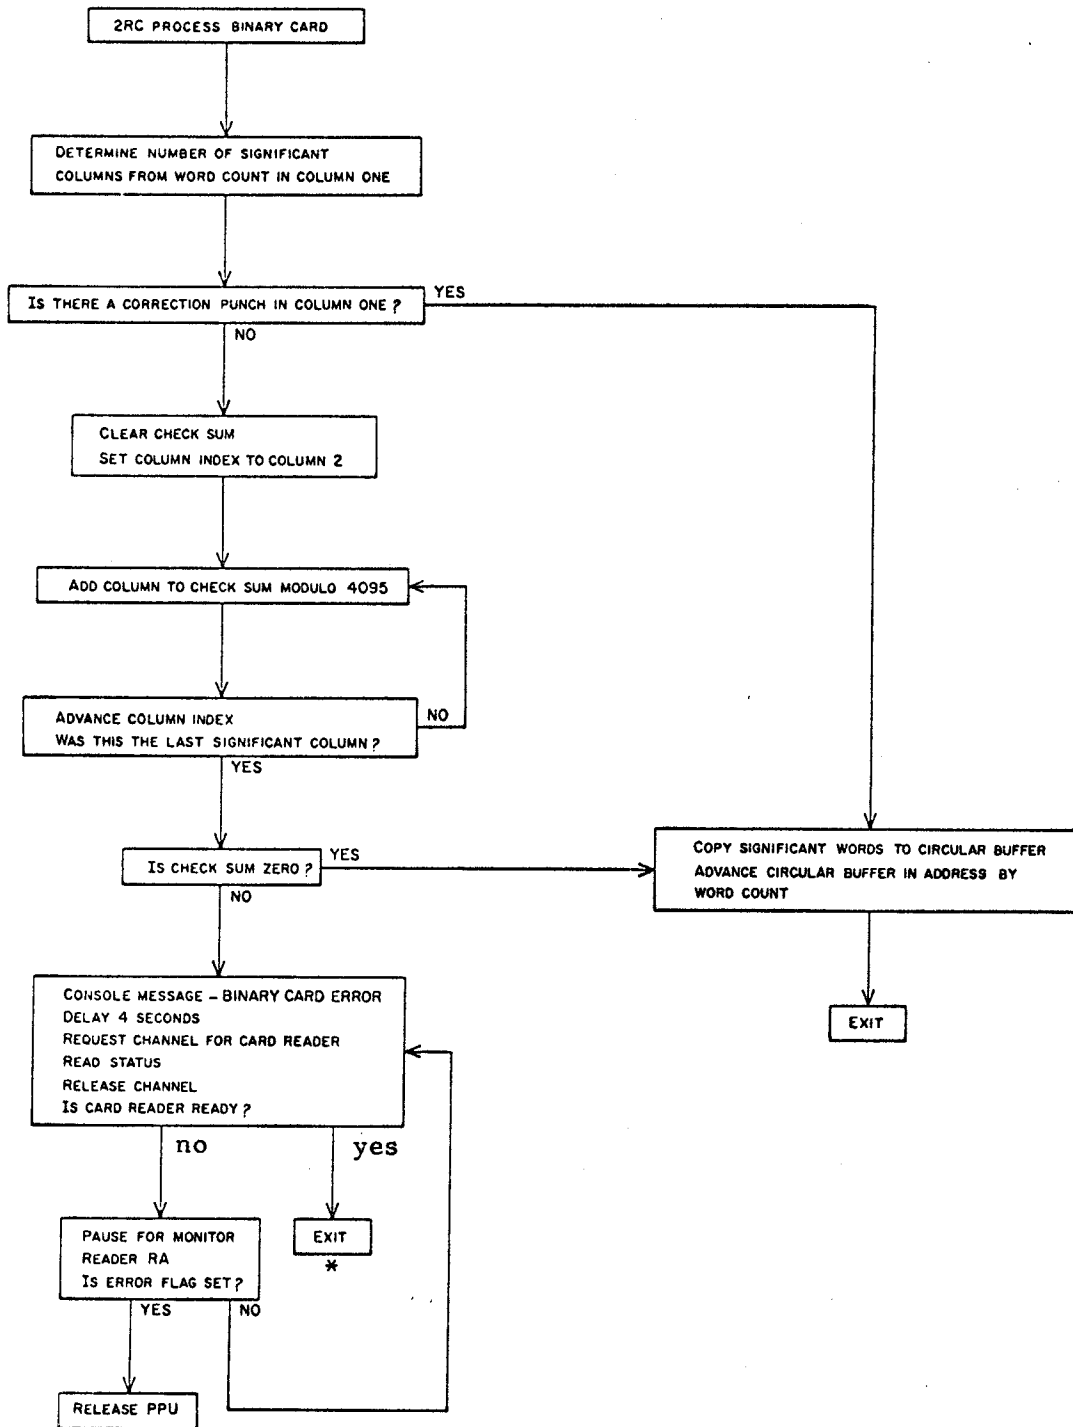 2RC PROCESS BINARY CARD
DETERMINE NUMBER OF SIGNIFICANT
COLUMNS FROM WORD COUNT IN COLUMN ONE
IS THERE A CORRECTION PUNCH IN COLUMN ONE?
YES
NO
CLEAR CHECK SUM
SET COLUMN INDEX TO COLUMN 2
ADD COLUMN TO CHECK SUM MODULO 4095
ADVANCE COLUMN INDEX
WAS THIS THE LAST SIGNIFICANT COLUMN?
NO
YES
IS CHECK SUM ZERO?
YES
NO
COPY SIGNIFICANT WORDS TO CIRCULAR BUFFER
ADVANCE CIRCULAR BUFFER IN ADDRESS BY
WORD COUNT
EXIT
CONSOLE MESSAGE – BINARY CARD ERROR
DELAY 4 SECONDS
REQUEST CHANNEL FOR CARD READER
READ STATUS
RELEASE CHANNEL
IS CARD READER READY?
no
yes
PAUSE FOR MONITOR
READER RA
IS ERROR FLAG SET?
EXIT
*
YES
NO
RELEASE PPU